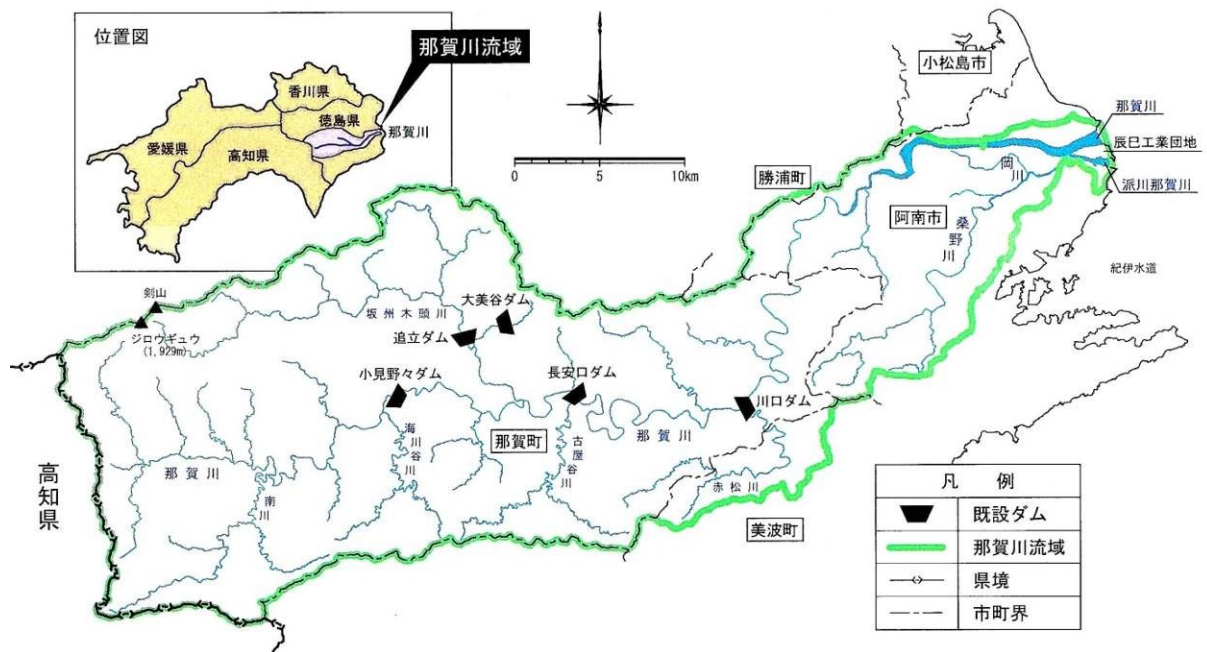 位置図
那賀川流域
香川県
徳島県
那賀川
愛媛県
高知県
0 5 10km
小松島市
那賀川
辰巳工業団地
派川那賀川
岡川
勝浦町
阿南市
桑野川
紀伊水道
剣山
ジロウギュウ
(1,929m)
坂州木頭川
大美谷ダム
追立ダム
小見野々ダム
長安口ダム
川口ダム
海川谷川
那賀町
古屋谷川
那賀川
那賀川
南川
赤松川
美波町
高知県
凡例
既設ダム
那賀川流域
県境
市町界